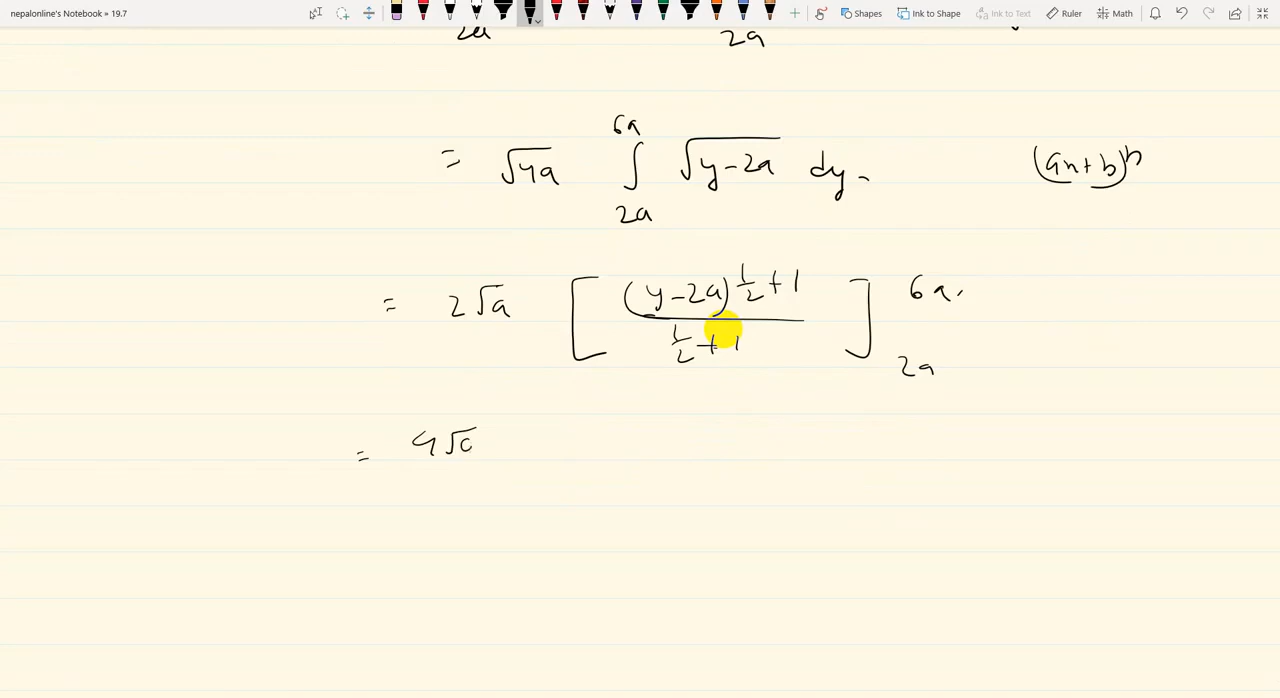 nepalonline's Notebook » 19.7
Shapes Ink to Shape Ink to Text Ruler Math
2a 2a
= √4a ∫_{2a}^{6a} √(y-2a) dy. (ax+b)^n
= 2√a [ (y-2a)^{1/2+1} / (1/2+1) ]_{2a}^{6a}.
=